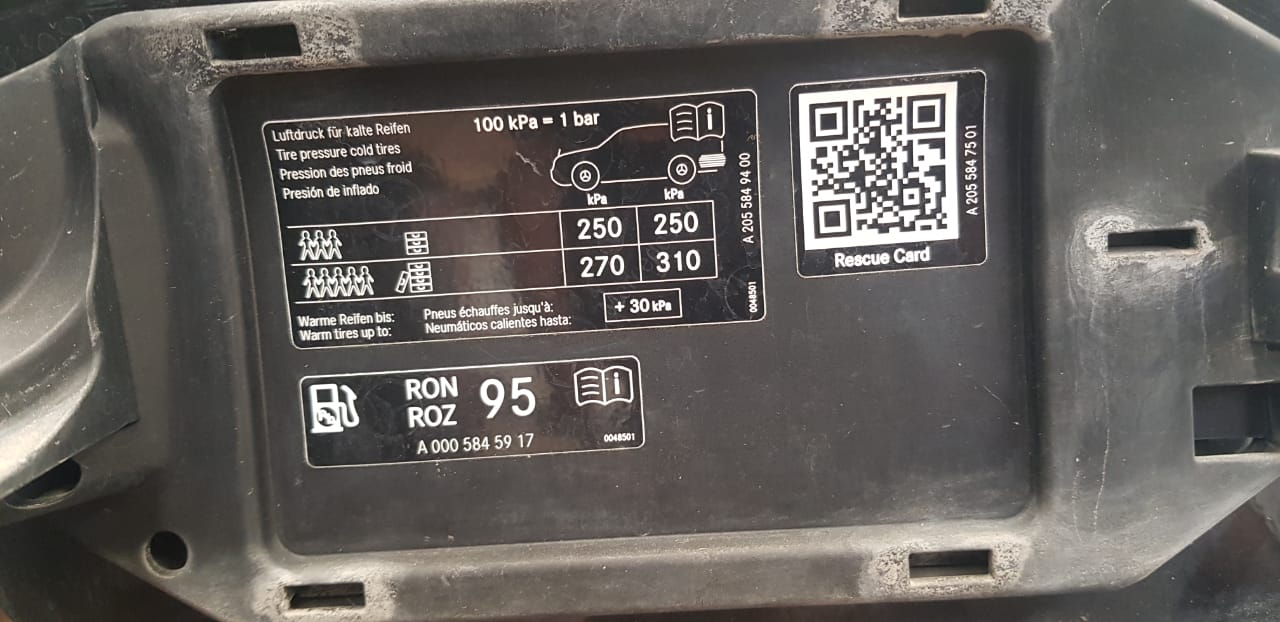 Luftdruck für kalte Reifen
Tire pressure cold tires
Pression des pneus froid
Presión de inflado
100 kPa = 1 bar
i
kPa kPa
250 250
270 310
Warme Reifen bis:
Warm tires up to:
Pneus échauffes jusqu'à:
Neumáticos calientes hasta:
+ 30 kPa
A 205 584 94 00
0048501
Rescue Card
A 205 584 75 01
RON
ROZ
95
i
A 000 584 59 17
0048501